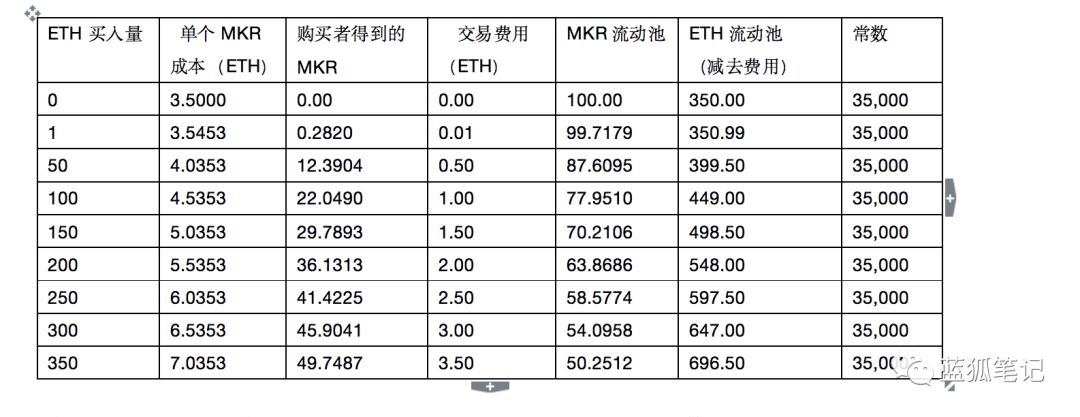 ETH 买入量 单个 MKR 购买者得到的 交易费用 MKR 流动池 ETH 流动池 常数
成本（ETH） MKR （ETH） （减去费用）
0 3.5000 0.00 0.00 100.00 350.00 35,000
1 3.5453 0.2820 0.01 99.7179 350.99 35,000
50 4.0353 12.3904 0.50 87.6095 399.50 35,000
100 4.5353 22.0490 1.00 77.9510 449.00 35,000
150 5.0353 29.7893 1.50 70.2106 498.50 35,000
200 5.5353 36.1313 2.00 63.8686 548.00 35,000
250 6.0353 41.4225 2.50 58.5774 597.50 35,000
300 6.5353 45.9041 3.00 54.0958 647.00 35,000
350 7.0353 49.7487 3.50 50.2512 696.50 35,000
蓝狐笔记